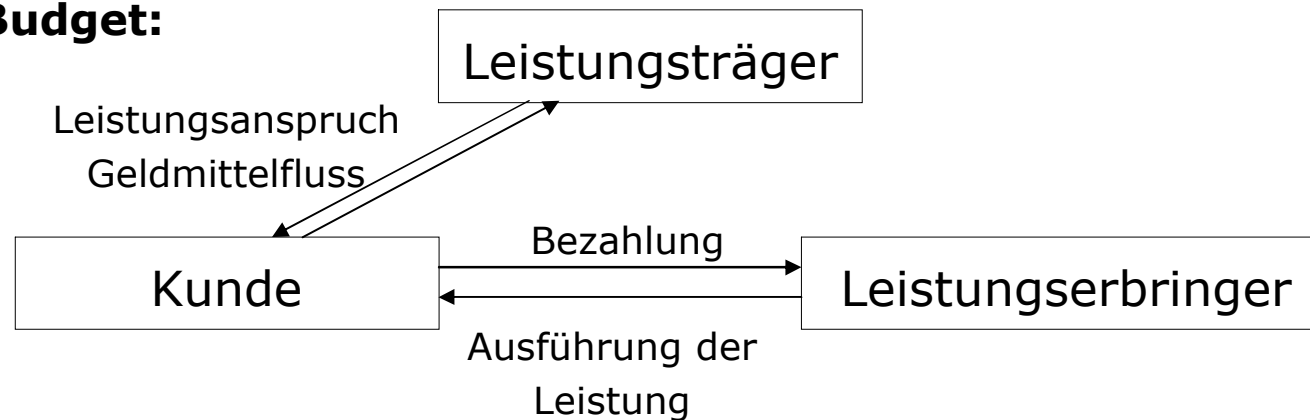 Budget:
Leistungsträger
Leistungsanspruch
Geldmittelfluss
Bezahlung
Kunde
Leistungserbringer
Ausführung der
Leistung